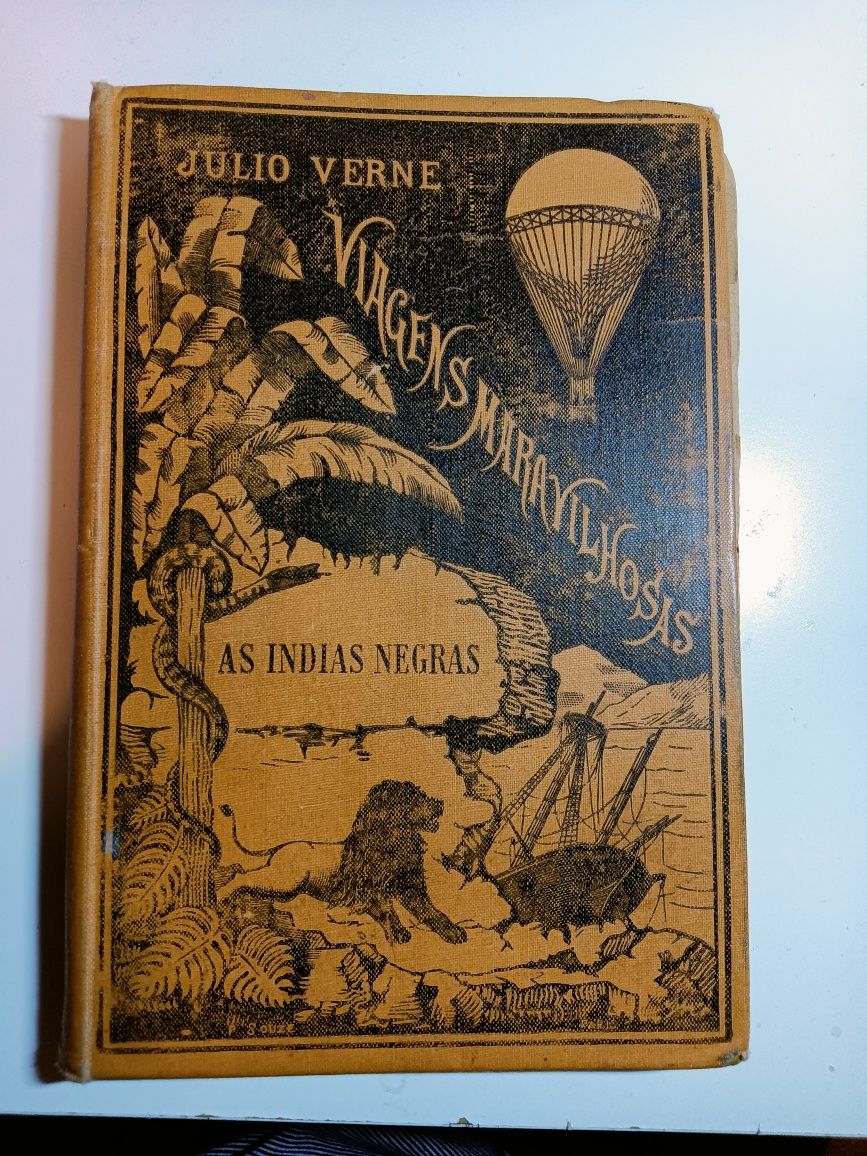 JULIO VERNE
VIAGENS MARAVILHOSAS
AS INDIAS NEGRAS